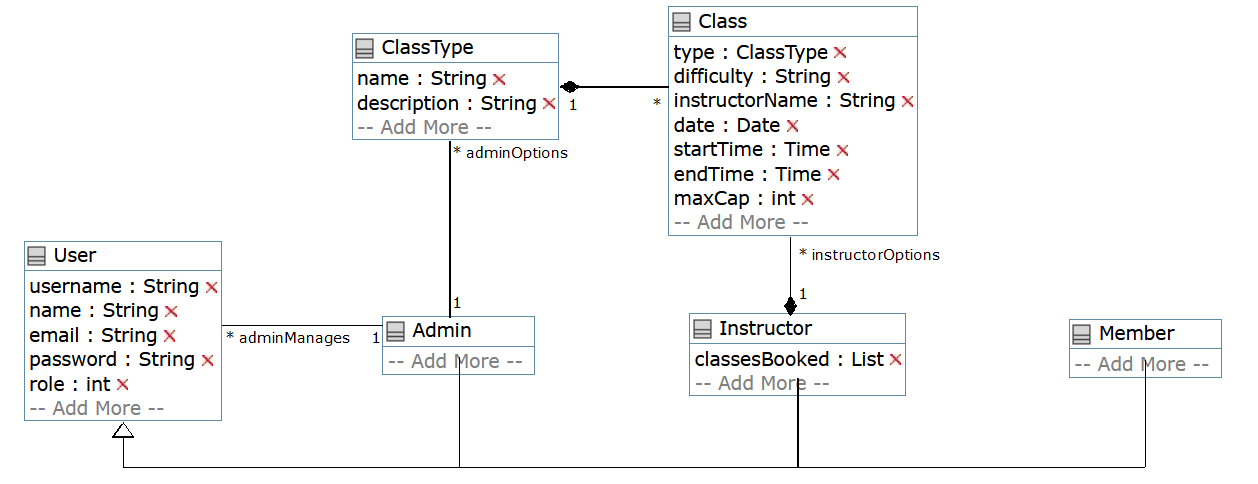 ClassType
name : String
description : String
-- Add More --
Class
type : ClassType
difficulty : String
instructorName : String
date : Date
startTime : Time
endTime : Time
maxCap : int
-- Add More --
1
*
* adminOptions
1
* instructorOptions
1
User
username : String
name : String
email : String
password : String
role : int
-- Add More --
* adminManages
1
Admin
-- Add More --
Instructor
classesBooked : List
-- Add More --
Member
-- Add More --